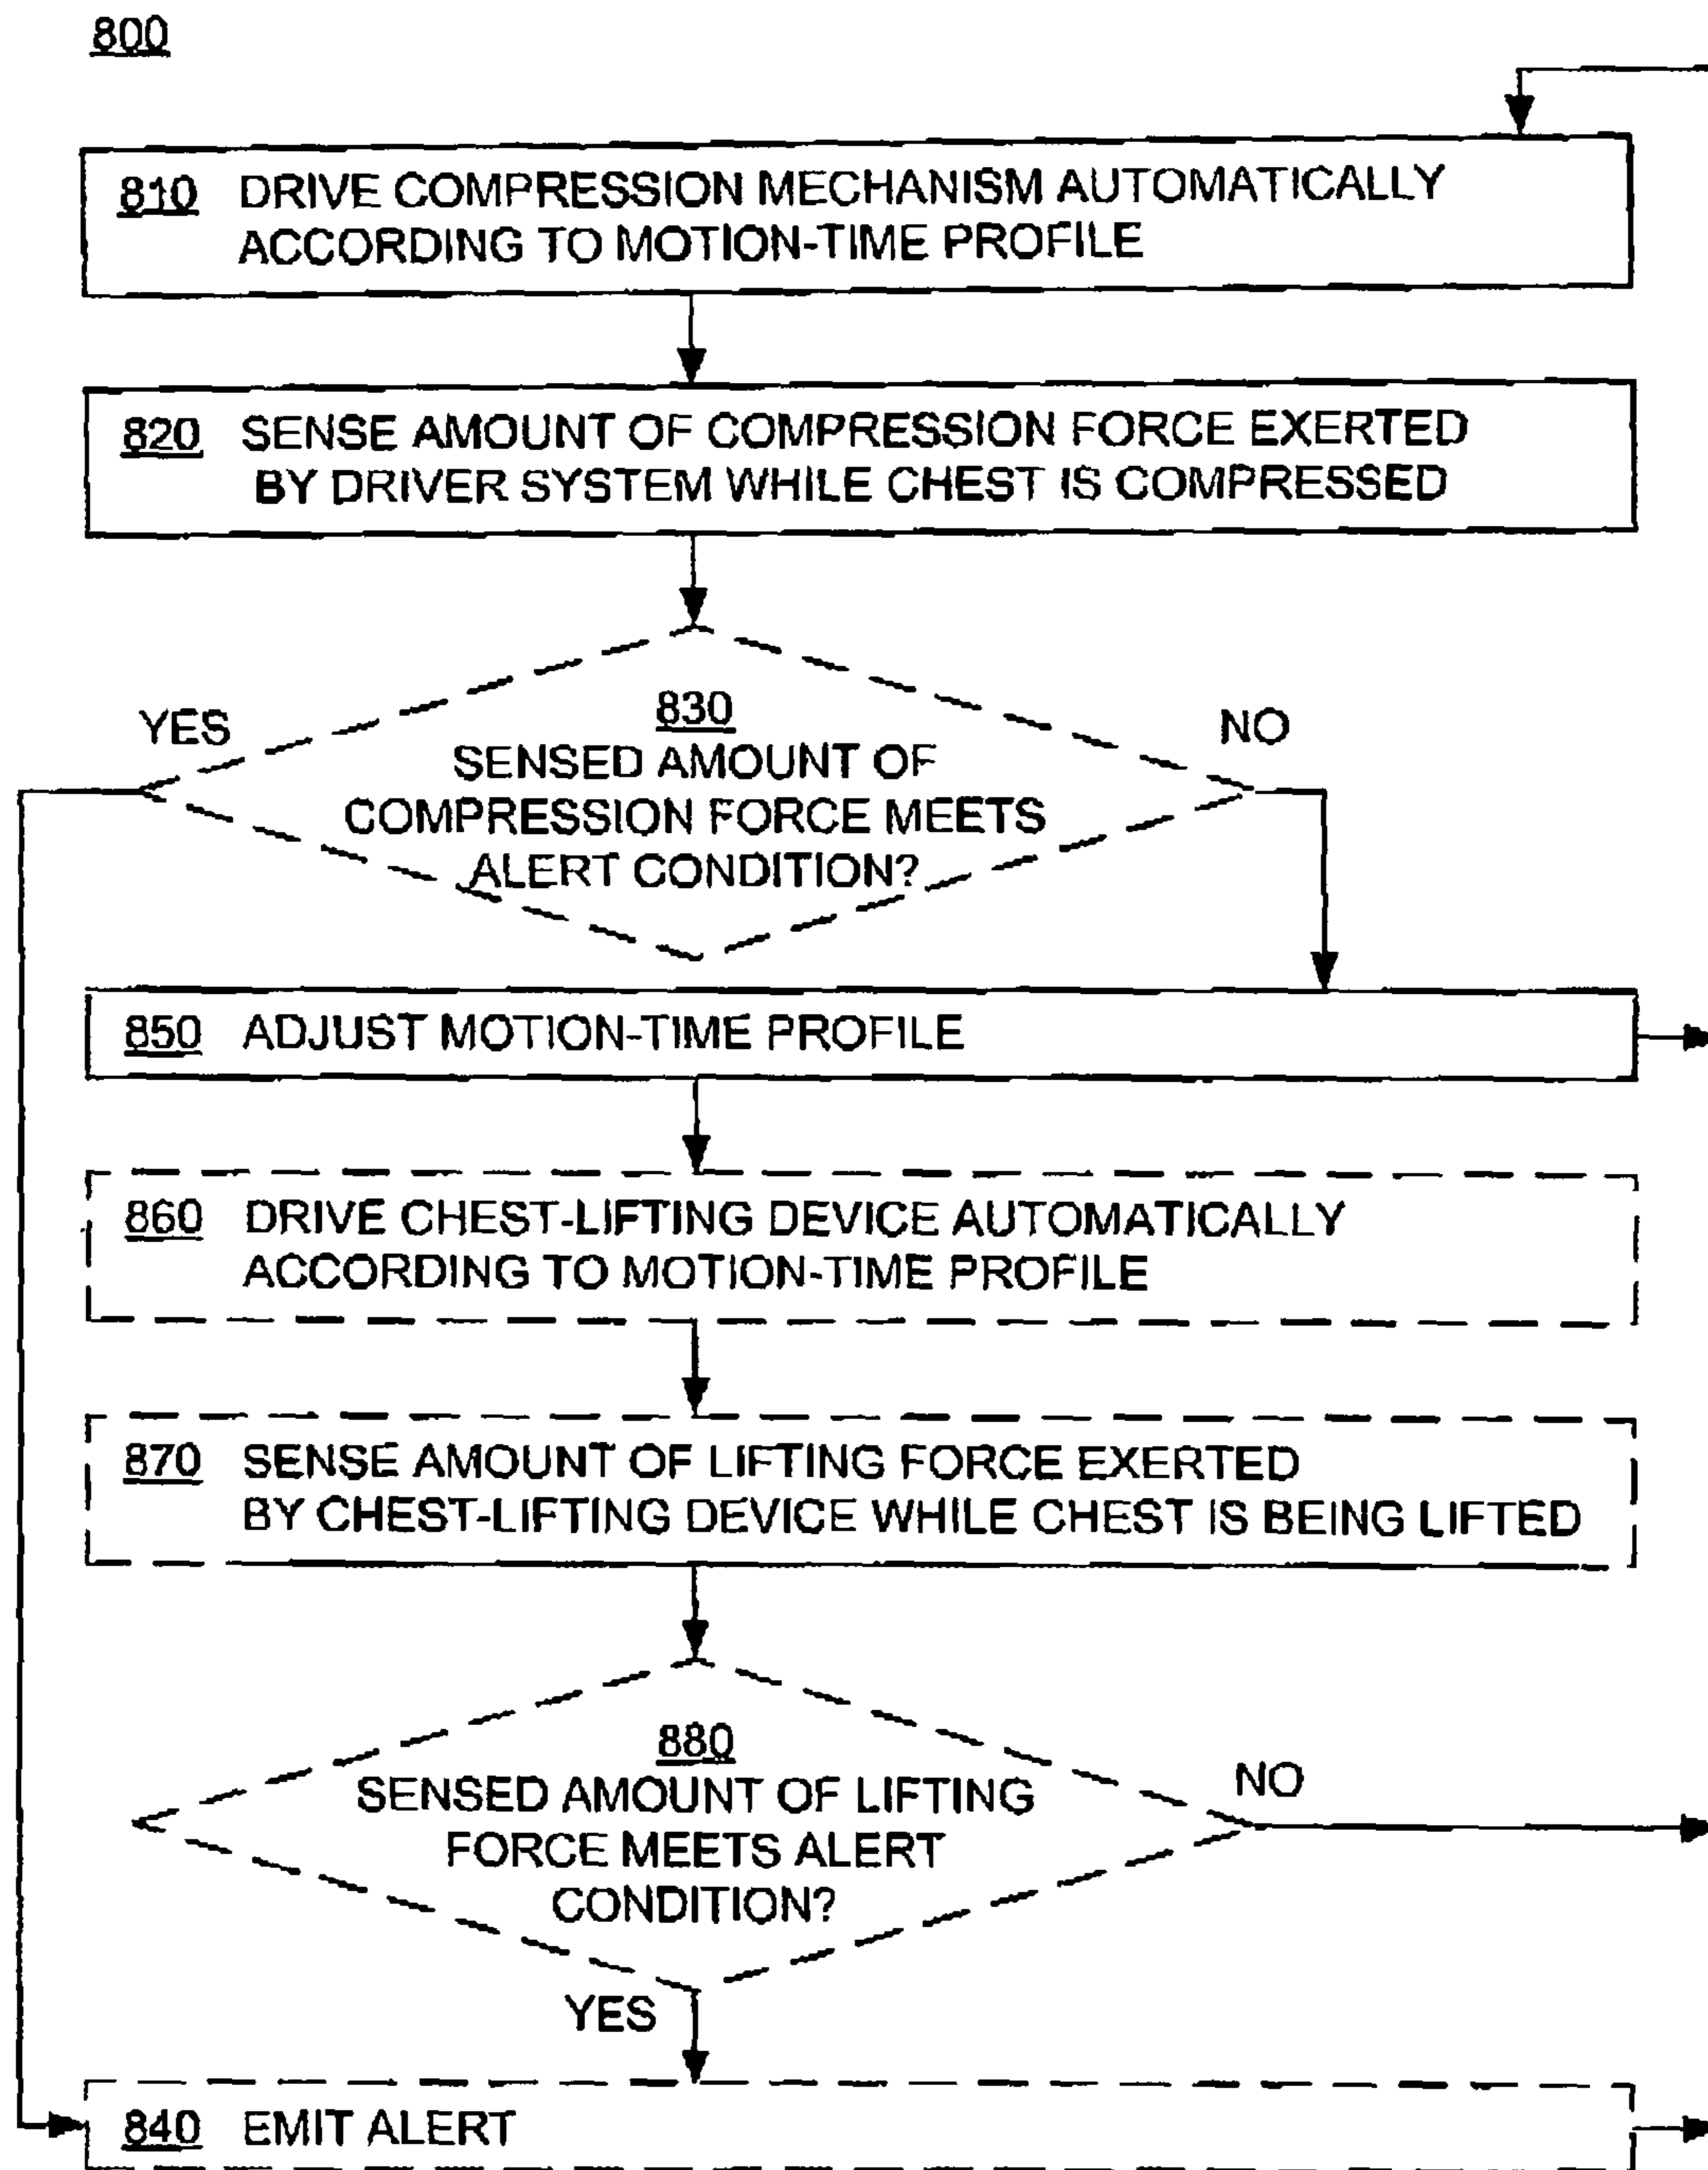 800
810 DRIVE COMPRESSION MECHANISM AUTOMATICALLY
ACCORDING TO MOTION-TIME PROFILE
820 SENSE AMOUNT OF COMPRESSION FORCE EXERTED
BY DRIVER SYSTEM WHILE CHEST IS COMPRESSED
YES
830
NO
SENSED AMOUNT OF
COMPRESSION FORCE MEETS
ALERT CONDITION?
850 ADJUST MOTION-TIME PROFILE
860 DRIVE CHEST-LIFTING DEVICE AUTOMATICALLY
ACCORDING TO MOTION-TIME PROFILE
870 SENSE AMOUNT OF LIFTING FORCE EXERTED
BY CHEST-LIFTING DEVICE WHILE CHEST IS BEING LIFTED
880
NO
SENSED AMOUNT OF LIFTING
FORCE MEETS ALERT
CONDITION?
YES
840 EMIT ALERT